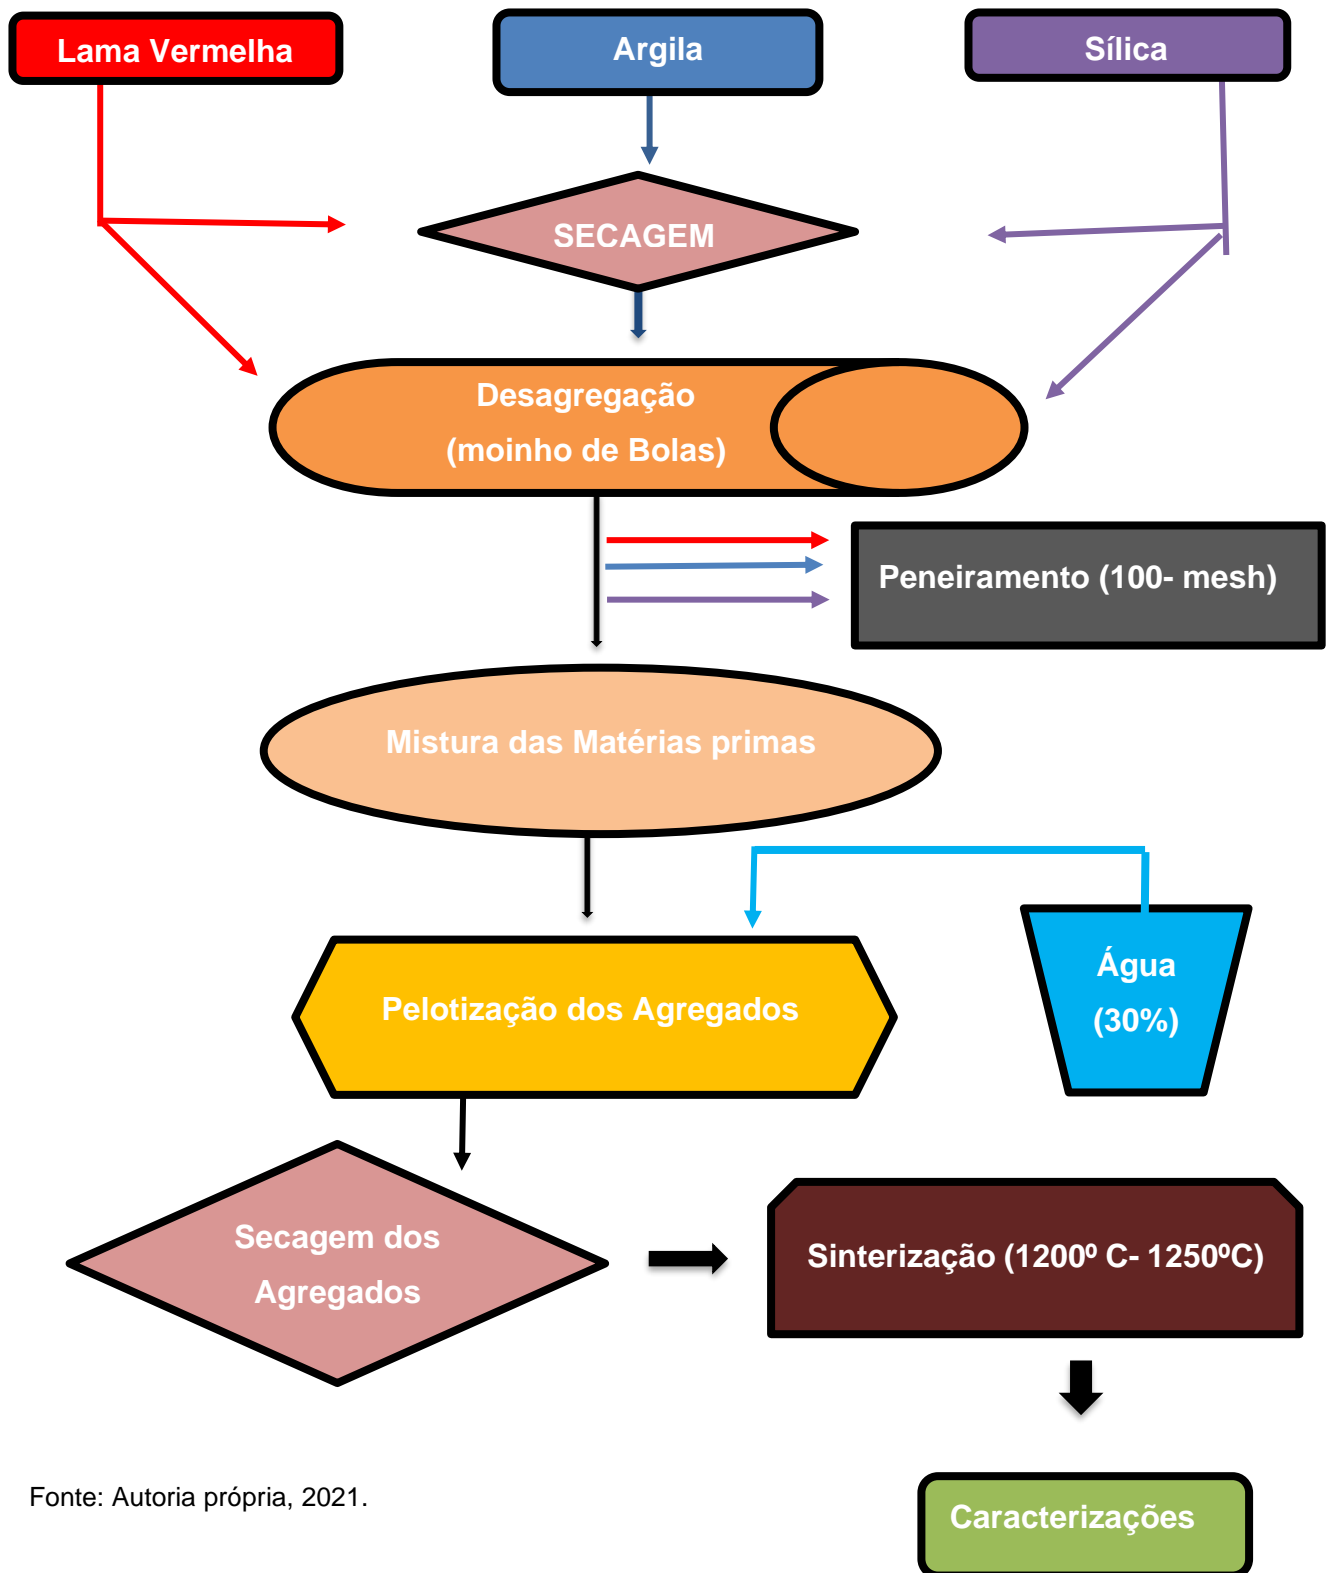 Lama Vermelha
Argila
Sílica
SECAGEM
Desagregação
(moinho de Bolas)
Peneiramento (100- mesh)
Mistura das Matérias primas
Água
(30%)
Pelotização dos Agregados
Secagem dos
Agregados
Sinterização (1200º C- 1250ºC)
Fonte: Autoria própria, 2021.
Caracterizações